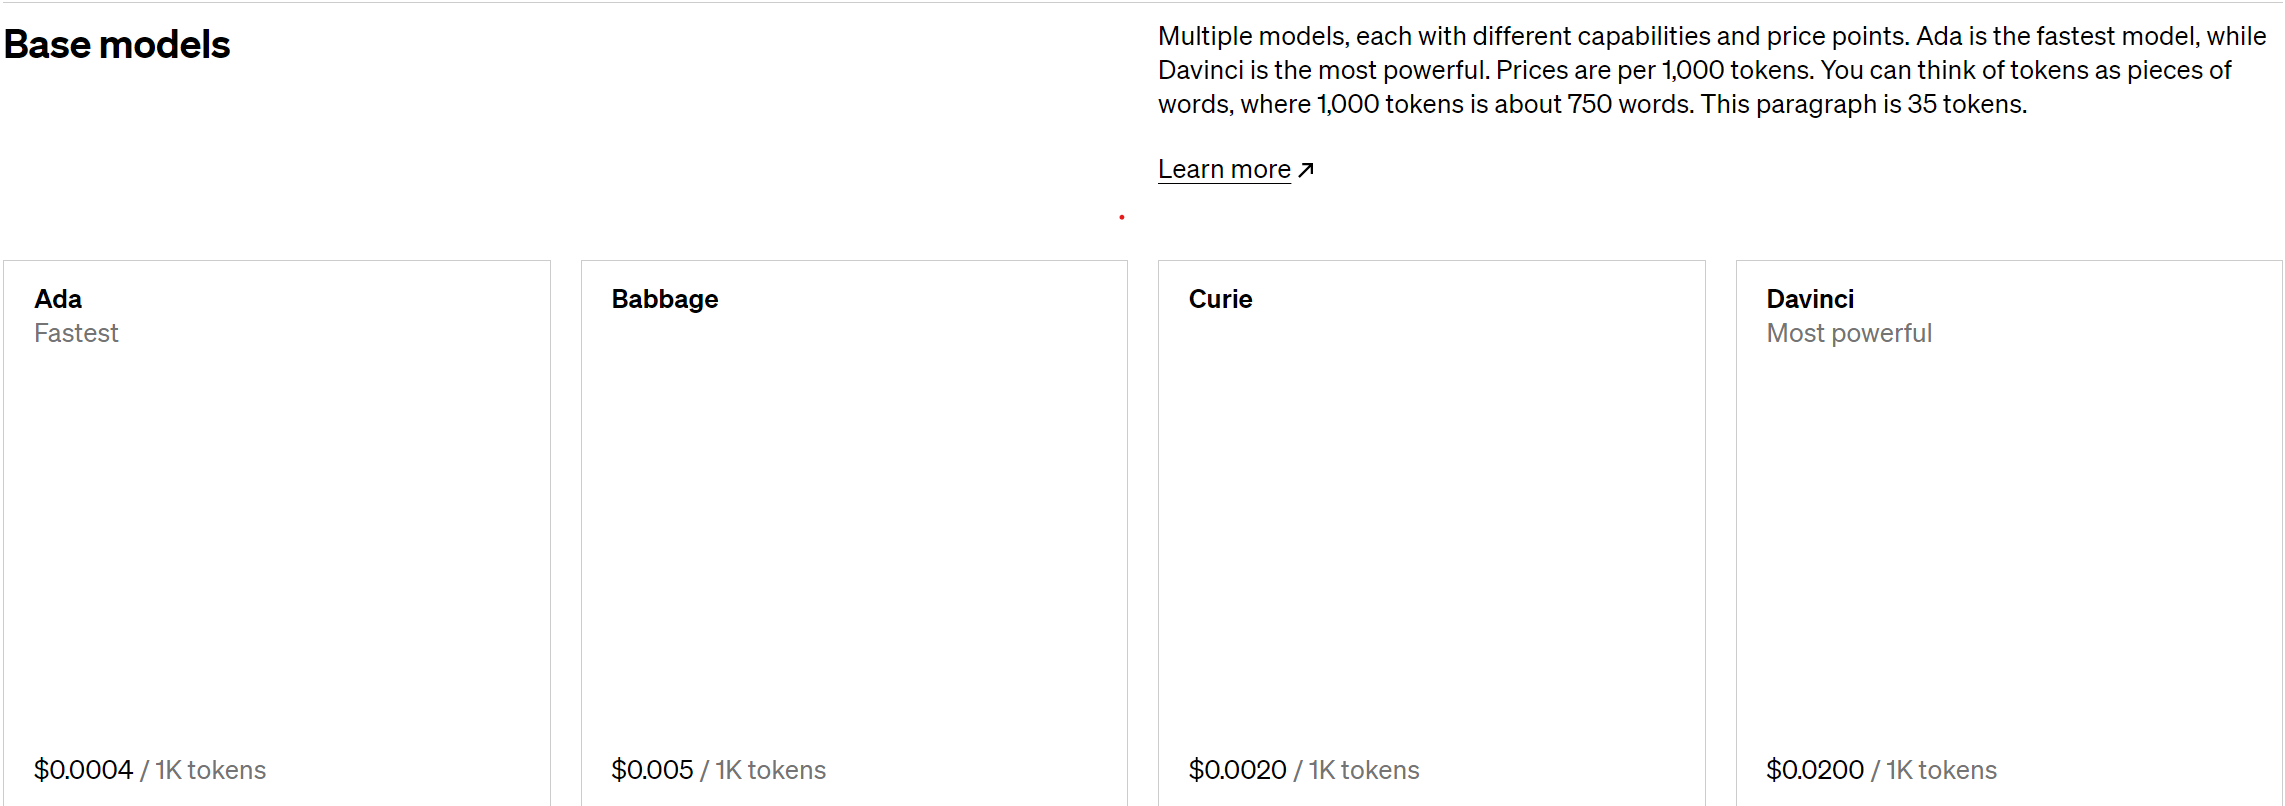 Base models
Multiple models, each with different capabilities and price points. Ada is the fastest model, while
Davinci is the most powerful. Prices are per 1,000 tokens. You can think of tokens as pieces of
words, where 1,000 tokens is about 750 words. This paragraph is 35 tokens.
Learn more ↗
Ada
Fastest
$0.0004 / 1K tokens
Babbage
$0.005 / 1K tokens
Curie
$0.0020 / 1K tokens
Davinci
Most powerful
$0.0200 / 1K tokens